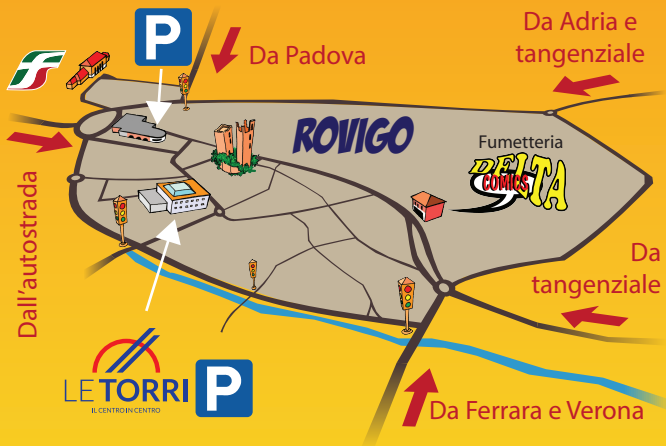 P
Da Padova
Da Adria e
tangenziale
ROVIGO
Fumetteria
DELTA
COMICS
Dall'autostrada
Da
tangenziale
LE TORRI
IL CENTRO IN CENTRO
P
Da Ferrara e Verona